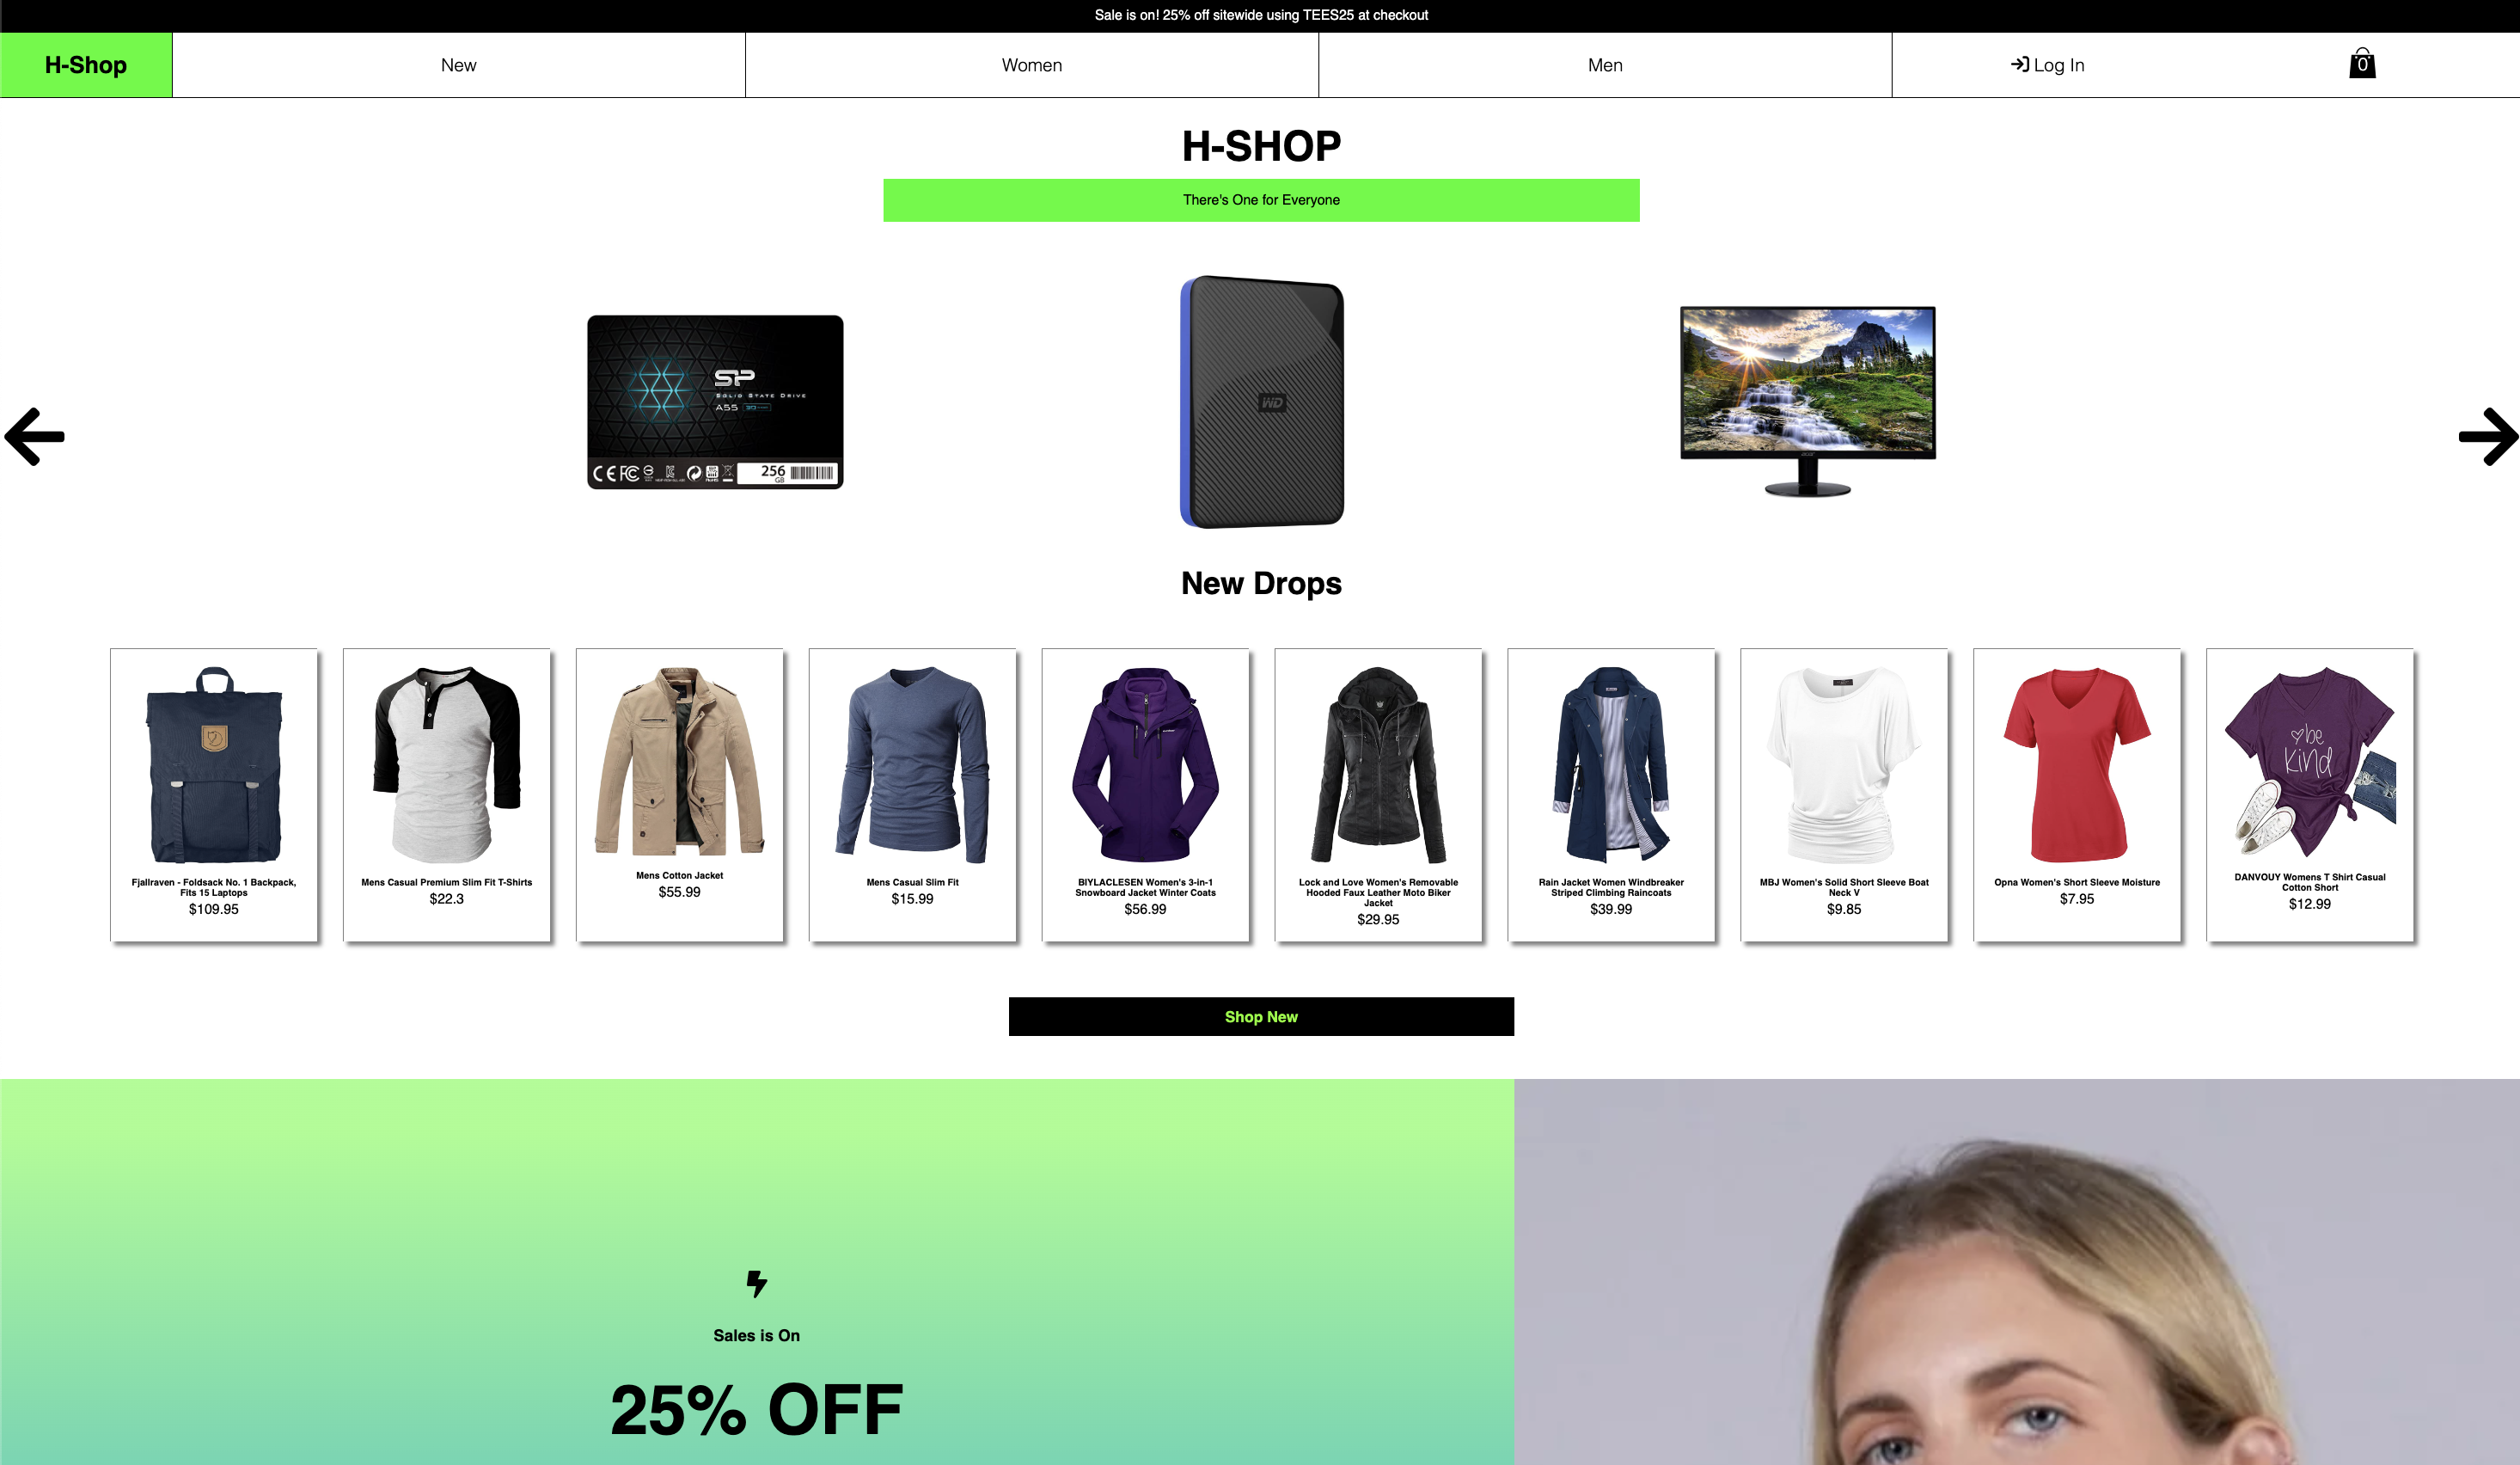 Sale is on! 25% off sitewide using TEES25 at checkout
H-Shop
New
Women
Men
Log In
0
H-SHOP
There's One for Everyone
SP
SOLID STATE DRIVE
A55
256
GB
WD
acer
New Drops
be
kind
Fjallraven - Foldsack No. 1 Backpack,
Fits 15 Laptops
$109.95
Mens Casual Premium Slim Fit T-Shirts
$22.3
Mens Cotton Jacket
$55.99
Mens Casual Slim Fit
$15.99
BIYLACLESEN Women's 3-in-1
Snowboard Jacket Winter Coats
$56.99
Lock and Love Women's Removable
Hooded Faux Leather Moto Biker
Jacket
$29.95
Rain Jacket Women Windbreaker
Striped Climbing Raincoats
$39.99
MBJ Women's Solid Short Sleeve Boat
Neck V
$9.85
Opna Women's Short Sleeve Moisture
$7.95
DANVOUY Womens T Shirt Casual
Cotton Short
$12.99
Shop New
Sales is On
25% OFF